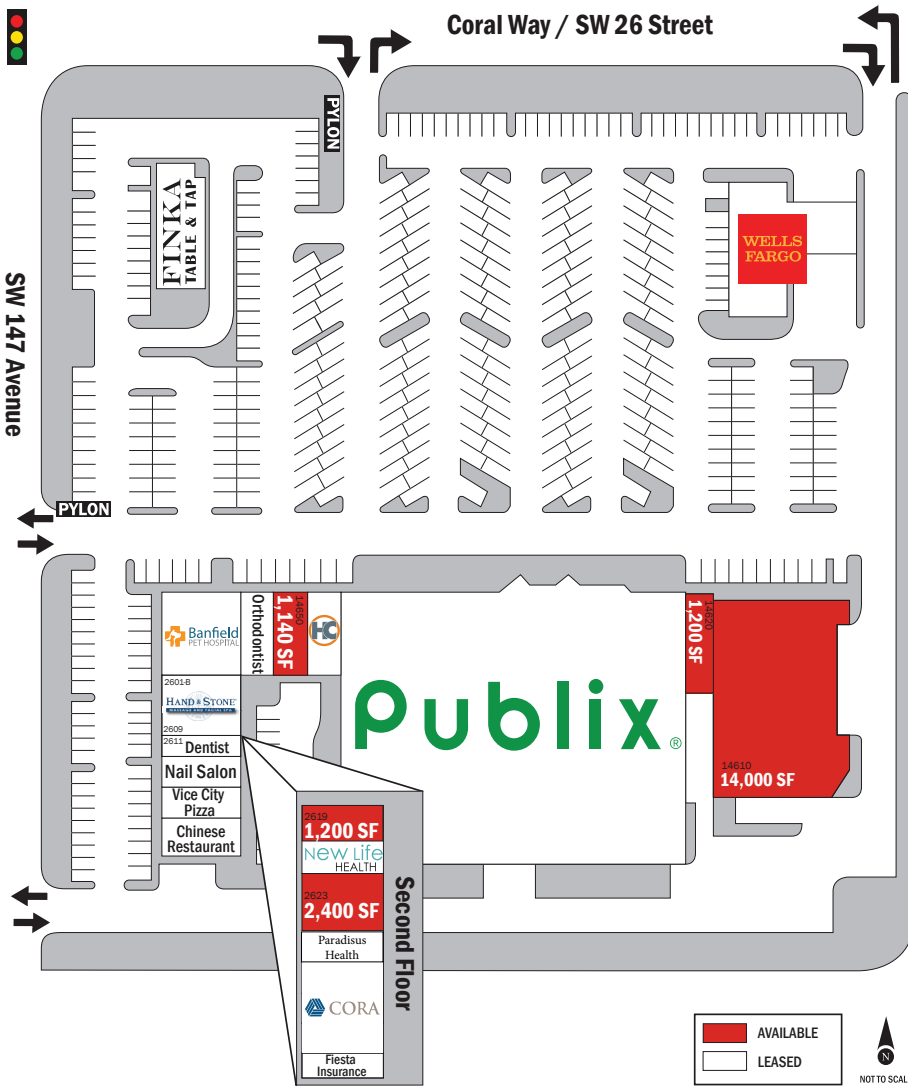 Coral Way / SW 26 Street
PYLON
FINKA
TABLE & TAP
WELLS
FARGO
SW 147 Avenue
PYLON
Banfield
PET HOSPITAL
Orthodontist
14650
1,140 SF
HC
14620
1,200 SF
2601-B
HAND & STONE
MASSAGE AND FACIAL SPA
2609
2611
Dentist
Nail Salon
Vice City
Pizza
Chinese
Restaurant
Publix®
14610
14,000 SF
2619
1,200 SF
New Life
HEALTH
2623
2,400 SF
Paradisus
Health
CORA
Fiesta
Insurance
Second Floor
AVAILABLE
LEASED
N
NOT TO SCAL